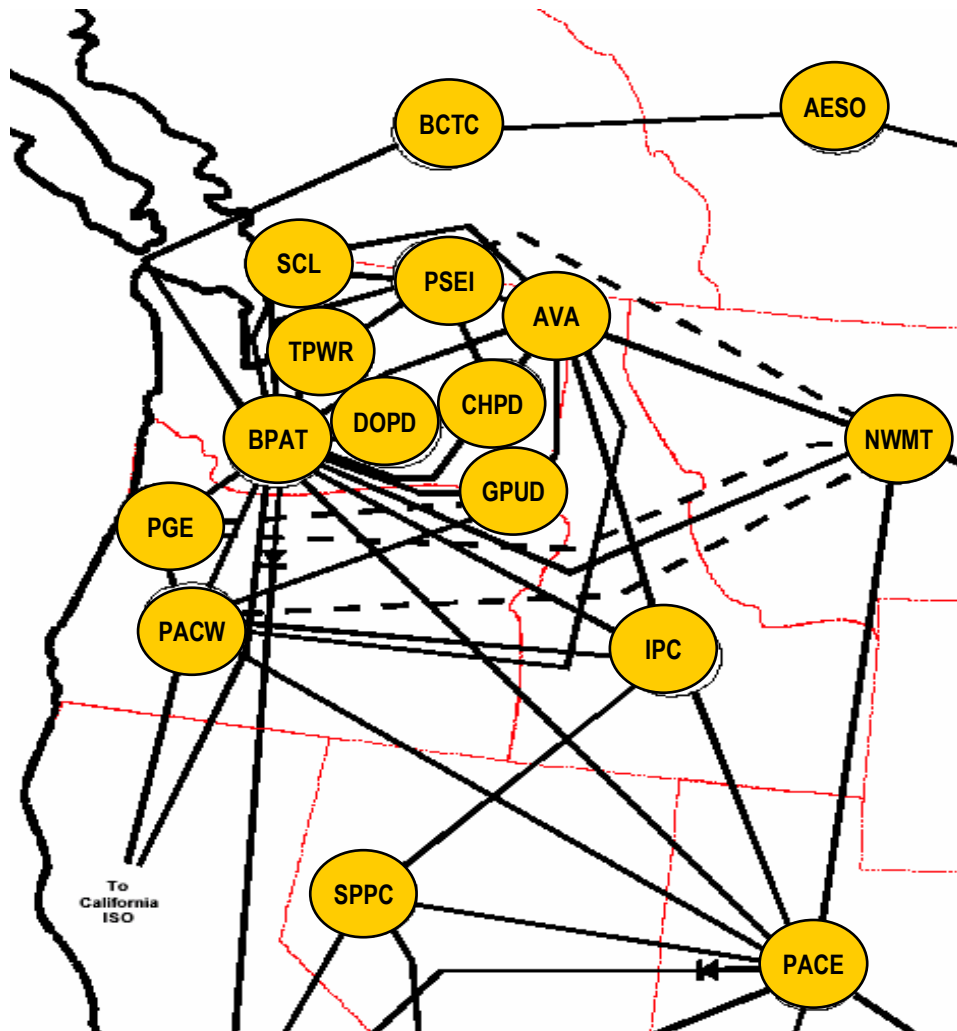 AESO
BCTC
SCL
PSEI
AVA
TPWR
CHPD
DOPD
BPAT
NWMT
GPUD
PGE
PACW
IPC
To
California
ISO
SPPC
PACE